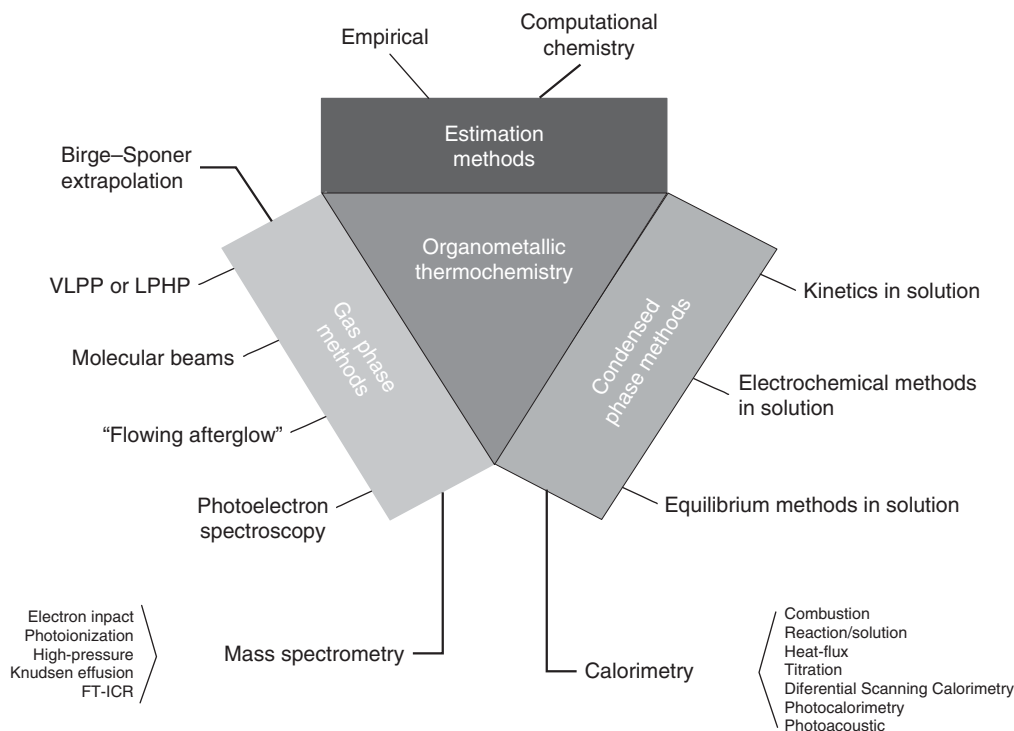 Empirical
Computational
chemistry
Estimation
methods
Birge–Sponer
extrapolation
Organometallic
thermochemistry
VLPP or LPHP
Kinetics in solution
Gas phase
methods
Condensed
phase methods
Molecular beams
Electrochemical methods
in solution
“Flowing afterglow”
Photoelectron
spectroscopy
Equilibrium methods in solution
Electron inpact
Photoionization
High-pressure
Knudsen effusion
FT-ICR
Mass spectrometry
Calorimetry
Combustion
Reaction/solution
Heat-flux
Titration
Diferential Scanning Calorimetry
Photocalorimetry
Photoacoustic